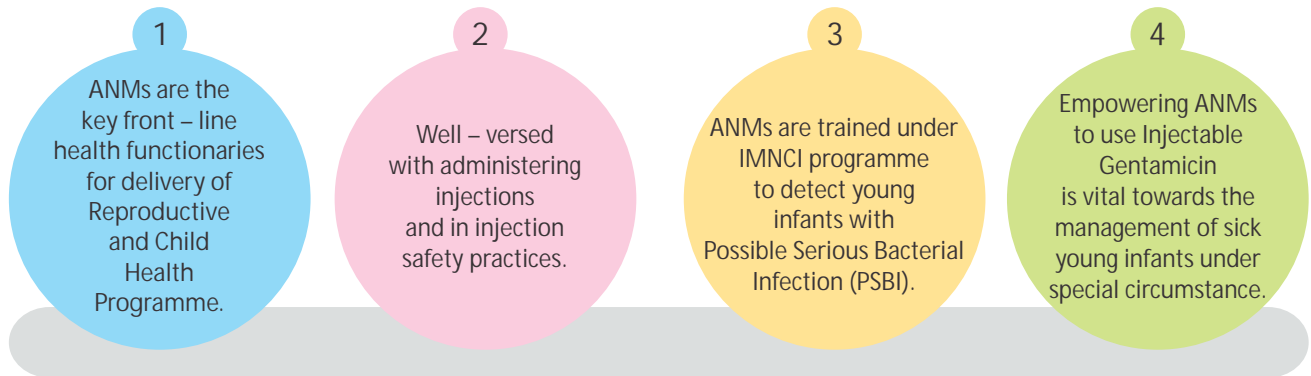 1
ANMs are the
key front – line
health functionaries
for delivery of
Reproductive
and Child
Health
Programme.
2
Well – versed
with administering
injections
and in injection
safety practices.
3
ANMs are trained under
IMNCI programme
to detect young
infants with
Possible Serious Bacterial
Infection (PSBI).
4
Empowering ANMs
to use Injectable
Gentamicin
is vital towards the
management of sick
young infants under
special circumstance.